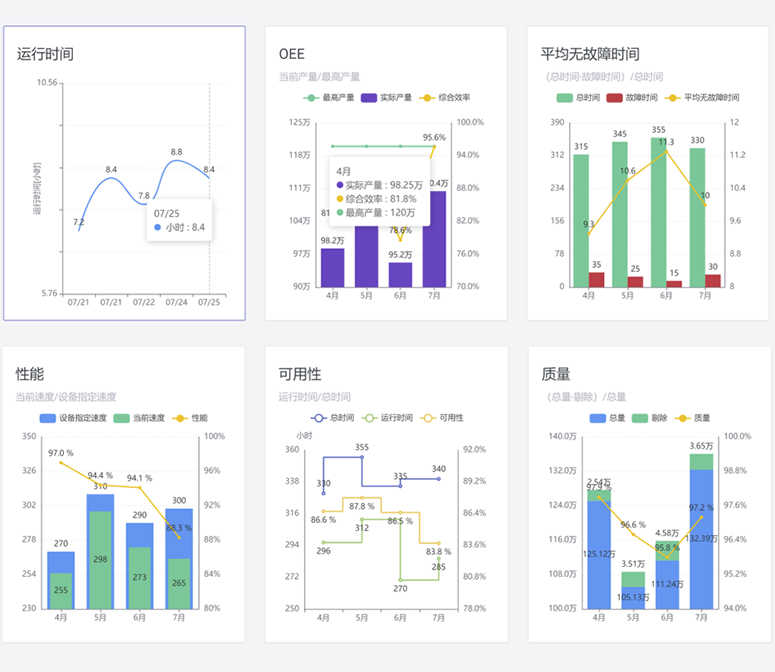 运行时间
10.56
运行时间[小时]
7.2
8.4
7.8
8.8
8.4
07/25
小时 : 8.4
5.76
07/21
07/21
07/22
07/24
07/25
OEE
当前产量/最高产量
最高产量
实际产量
综合效率
125万
118万
111万
104万
97万
90万
100.0%
94.0%
88.0%
82.0%
76.0%
70.0%
95.6%
4月
实际产量 : 98.25万
综合效率 : 81.8%
最高产量 : 120万
98.2万
78.6%
95.2万
4月
5月
6月
7月
平均无故障时间
（总时间-故障时间）/总时间
总时间
故障时间
平均无故障时间
390
312
234
156
78
0
12
11.2
10.4
9.6
8.8
8
315
345
355
330
9.3
10.6
11.3
10
35
25
15
30
4月
5月
6月
7月
性能
当前速度/设备指定速度
设备指定速度
当前速度
性能
350
326
302
278
254
230
100%
96%
92%
88%
84%
80%
97.0 %
94.4 %
94.1 %
88.3 %
270
310
290
300
255
298
273
265
4月
5月
6月
7月
可用性
运行时间/总时间
总时间
运行时间
可用性
小时
360
338
316
294
272
250
92.0%
89.2%
86.4%
83.6%
80.8%
78.0%
330
355
335
340
86.6 %
87.8 %
86.5 %
83.8 %
296
312
270
285
4月
5月
6月
7月
质量
（总量-剔除）/总量
总量
剔除
质量
140.0万
132.0万
124.0万
116.0万
108.0万
100.0万
100.0%
98.8%
97.6%
96.4%
95.2%
94.0%
2.54万
97.9 %
96.6 %
95.8 %
97.2 %
3.51万
4.58万
3.65万
125.12万
105.13万
111.24万
132.39万
4月
5月
6月
7月